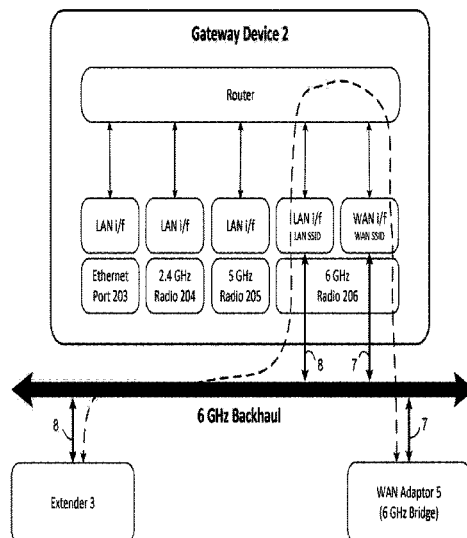 Gateway Device 2
Router
LAN i/f
LAN i/f
LAN i/f
LAN i/f
LAN SSID
WAN i/f
WAN SSID
Ethernet
Port 203
2.4 GHz
Radio 204
5 GHz
Radio 205
6 GHz
Radio 206
8
7
6 GHz Backhaul
8
7
Extender 3
WAN Adaptor 5
(6 GHz Bridge)